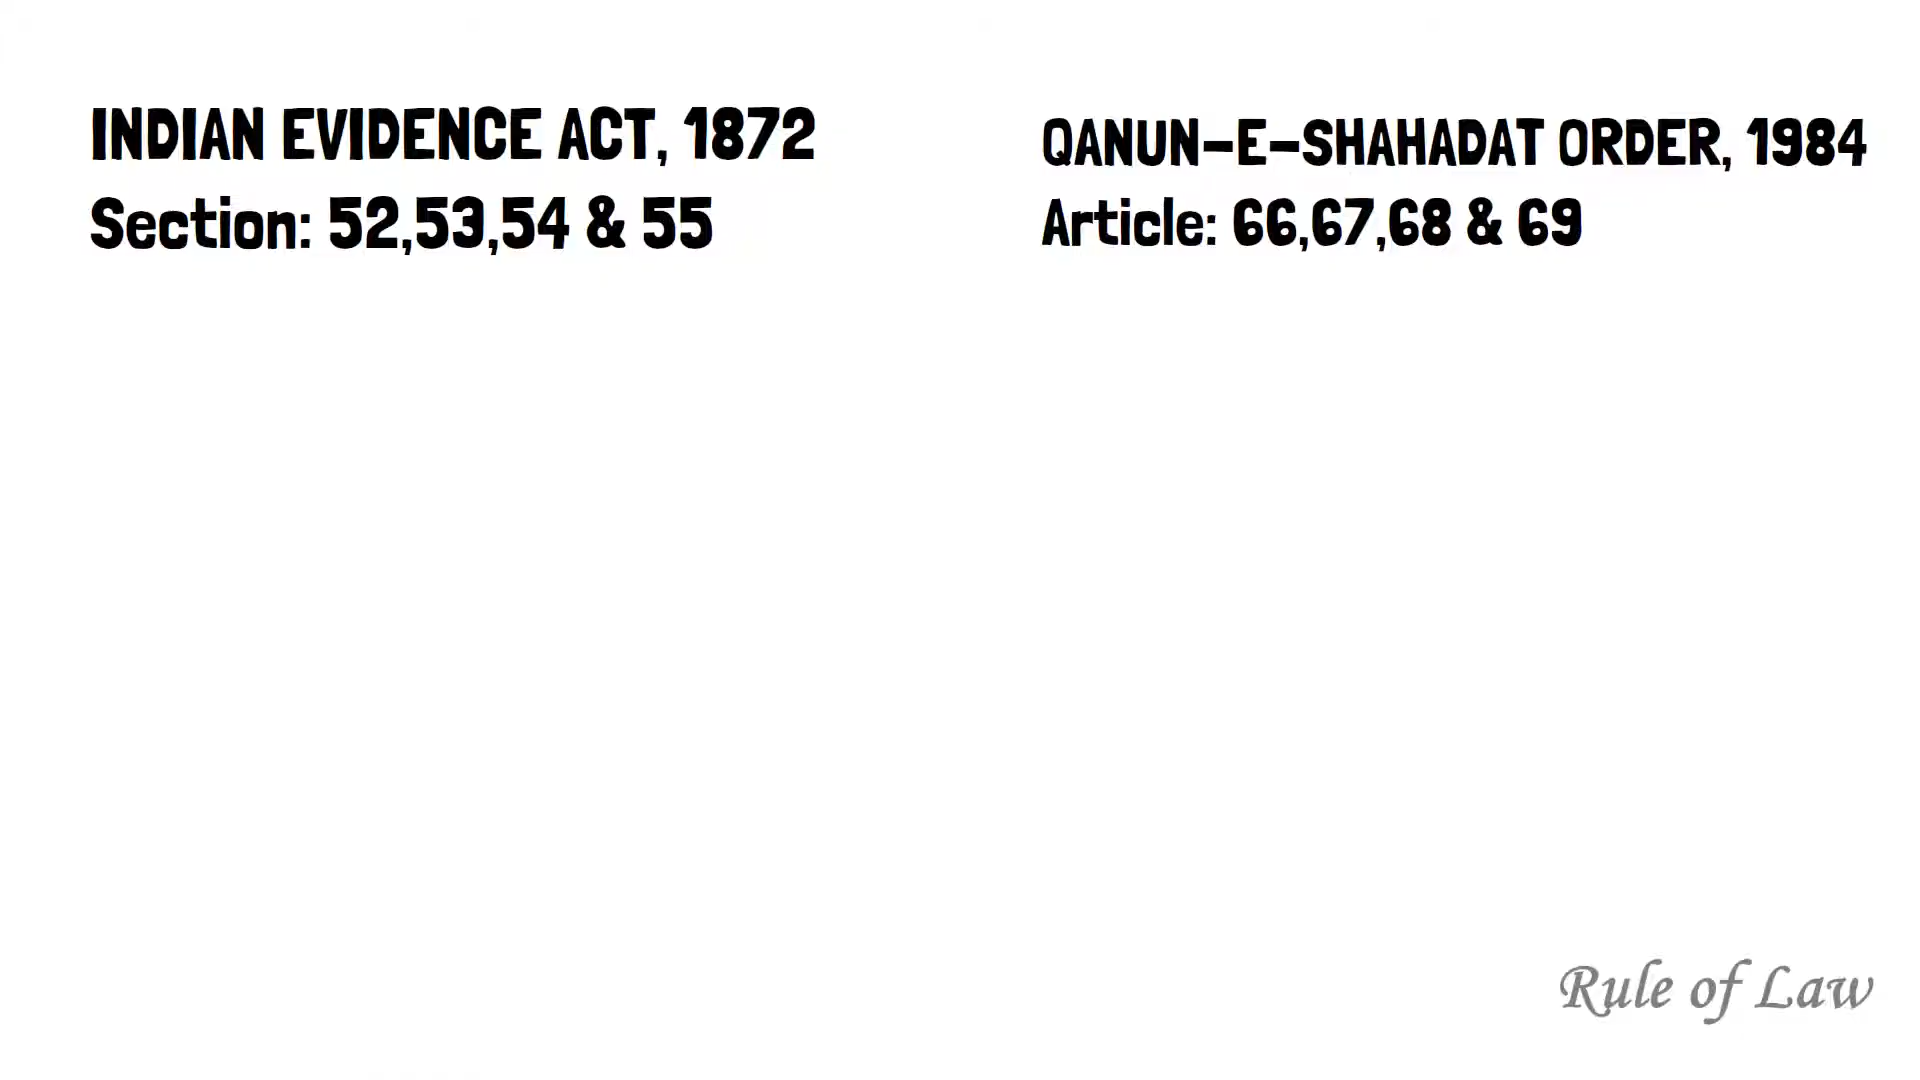 INDIAN EVIDENCE ACT, 1872
Section: 52,53,54 & 55
QANUN-E-SHAHADAT ORDER, 1984
Article: 66,67,68 & 69
Rule of Law